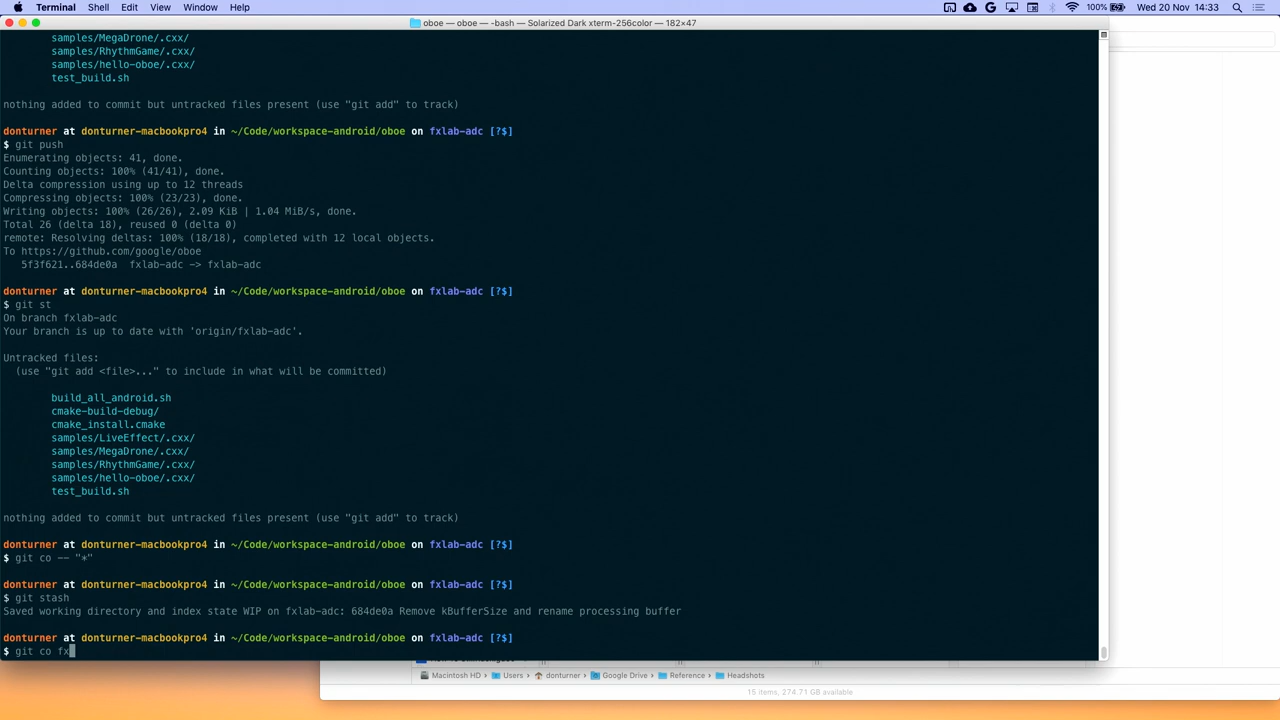 Terminal Shell Edit View Window Help 100% Wed 20 Nov 14:33
oboe — oboe — -bash — Solarized Dark xterm-256color — 182×47
samples/MegaDrone/.cxx/
samples/RhythmGame/.cxx/
samples/hello-oboe/.cxx/
test_build.sh
nothing added to commit but untracked files present (use "git add" to track)
donturner at donturner-macbookpro4 in ~/Code/workspace-android/oboe on fxlab-adc [?$]
$ git push
Enumerating objects: 41, done.
Counting objects: 100% (41/41), done.
Delta compression using up to 12 threads
Compressing objects: 100% (23/23), done.
Writing objects: 100% (26/26), 2.09 KiB | 1.04 MiB/s, done.
Total 26 (delta 18), reused 0 (delta 0)
remote: Resolving deltas: 100% (18/18), completed with 12 local objects.
To https://github.com/google/oboe
5f3f621..684de0a fxlab-adc -> fxlab-adc
donturner at donturner-macbookpro4 in ~/Code/workspace-android/oboe on fxlab-adc [?$]
$ git st
On branch fxlab-adc
Your branch is up to date with 'origin/fxlab-adc'.
Untracked files:
(use "git add <file>..." to include in what will be committed)
build_all_android.sh
cmake-build-debug/
cmake_install.cmake
samples/LiveEffect/.cxx/
samples/MegaDrone/.cxx/
samples/RhythmGame/.cxx/
samples/hello-oboe/.cxx/
test_build.sh
nothing added to commit but untracked files present (use "git add" to track)
donturner at donturner-macbookpro4 in ~/Code/workspace-android/oboe on fxlab-adc [?$]
$ git co -- "*"
donturner at donturner-macbookpro4 in ~/Code/workspace-android/oboe on fxlab-adc [?$]
$ git stash
Saved working directory and index state WIP on fxlab-adc: 684de0a Remove kBufferSize and rename processing buffer
donturner at donturner-macbookpro4 in ~/Code/workspace-android/oboe on fxlab-adc [?$]
$ git co fx
Macintosh HD Users donturner Google Drive Reference Headshots
15 items, 274.71 GB available